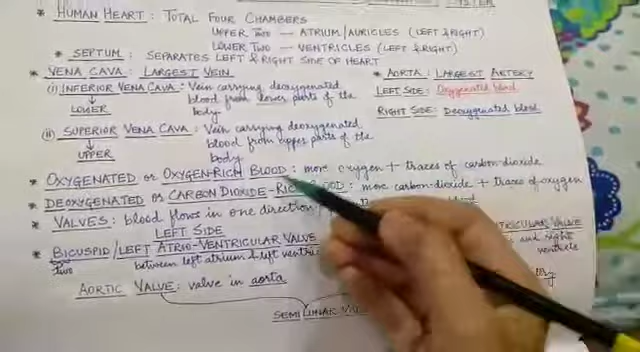 SYSTEM
* HUMAN HEART : TOTAL FOUR CHAMBERS
UPPER TWO — ATRIUM/AURICLES (LEFT & RIGHT)
LOWER TWO — VENTRICLES (LEFT & RIGHT)
* SEPTUM : SEPARATES LEFT & RIGHT SIDE OF HEART
* VENA CAVA : LARGEST VEIN
(i) INFERIOR VENA CAVA : Vein carrying deoxygenated
blood from lower parts of the
body
↓
LOWER
(ii) SUPERIOR VENA CAVA : Vein carrying deoxygenated
blood from upper parts of the
body.
↓
UPPER
* AORTA : LARGEST ARTERY
LEFT SIDE : Oxygenated blood
RIGHT SIDE : Deoxygenated blood
* OXYGENATED or OXYGEN-RICH BLOOD : more oxygen + traces of carbon-dioxide
* DEOXYGENATED or CARBON DIOXIDE-RICH BLOOD : more carbon-dioxide + traces of oxygen
* VALVES : blood flows in one direction
LEFT SIDE
* BICUSPID/LEFT ATRIO-VENTRICULAR VALVE
two
between left atrium & left
VENTRICULAR VALVE
and right
ventricle
AORTIC VALVE : valve in aorta
SEMI LUNAR